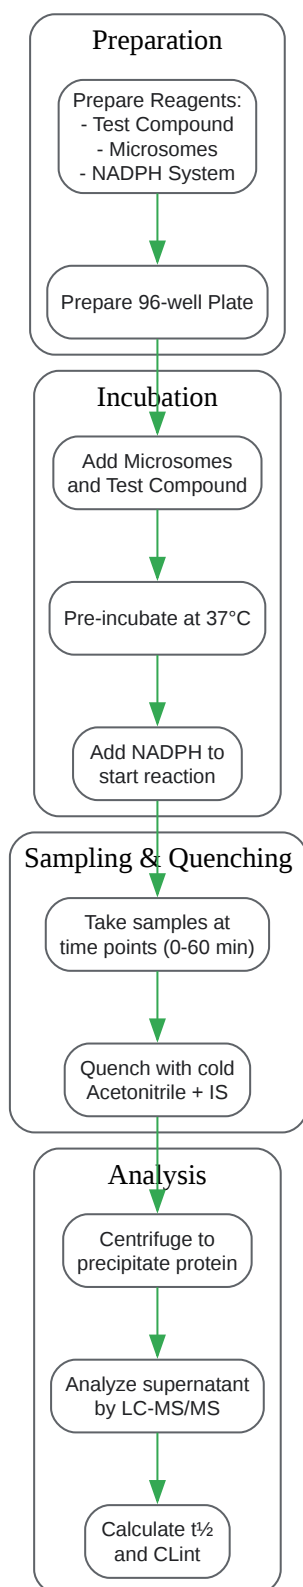 Preparation
Prepare Reagents:
- Test Compound
- Microsomes
- NADPH System
Prepare 96-well Plate
Incubation
Add Microsomes
and Test Compound
Pre-incubate at 37°C
Add NADPH to
start reaction
Sampling & Quenching
Take samples at
time points (0-60 min)
Quench with cold
Acetonitrile + IS
Analysis
Centrifuge to
precipitate protein
Analyze supernatant
by LC-MS/MS
Calculate t½
and CLint